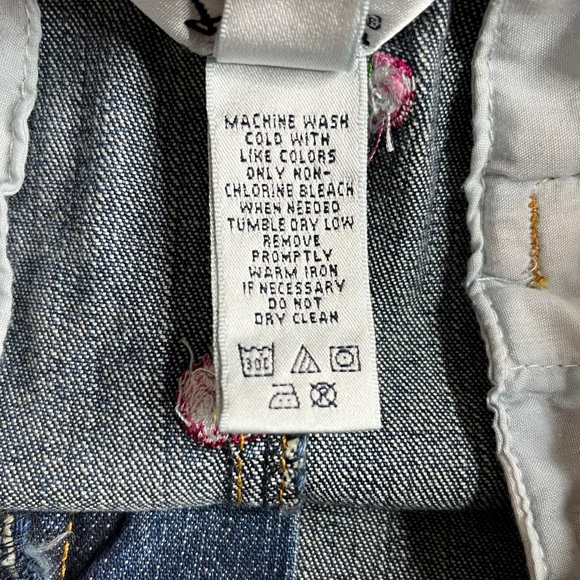 MACHINE WASH
COLD WITH
LIKE COLORS
ONLY NON-
CHLORINE BLEACH
WHEN NEEDED
TUMBLE DRY LOW
REMOVE
PROMPTLY
WARM IRON
IF NECESSARY
DO NOT
DRY CLEAN
30C